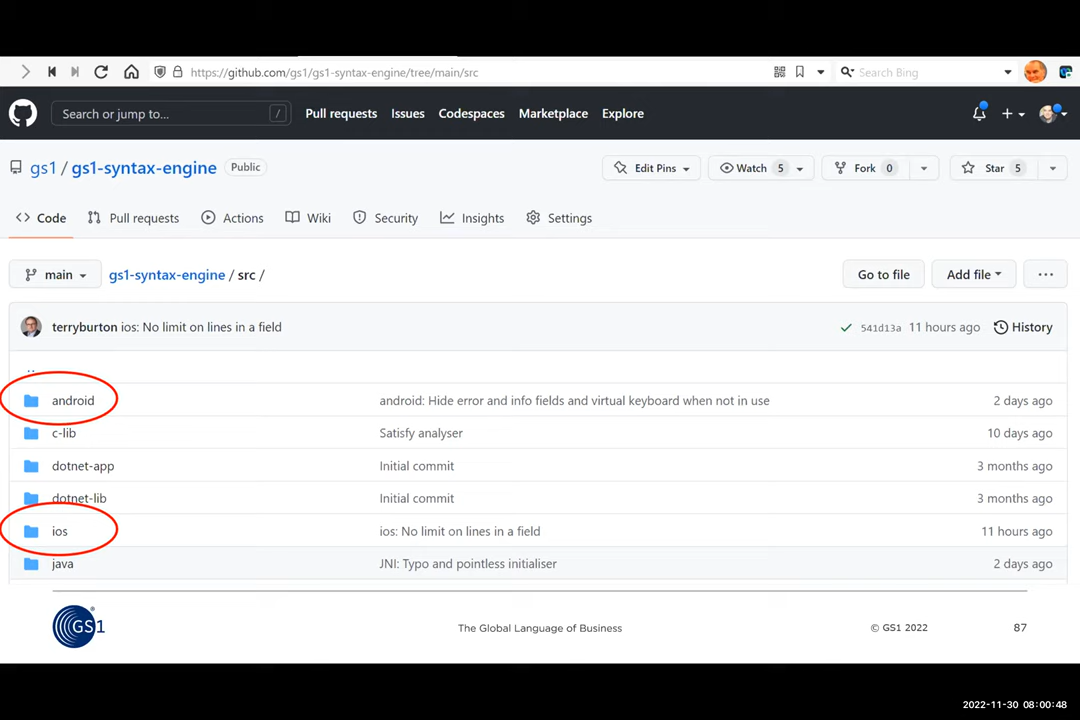 https://github.com/gs1/gs1-syntax-engine/tree/main/src
Search Bing
Search or jump to... /
Pull requests Issues Codespaces Marketplace Explore
gs1 / gs1-syntax-engine Public
Edit Pins Watch 5 Fork 0 Star 5
Code Pull requests Actions Wiki Security Insights Settings
main gs1-syntax-engine / src / Go to file Add file ...
terryburton ios: No limit on lines in a field 541d13a 11 hours ago History
..
android android: Hide error and info fields and virtual keyboard when not in use 2 days ago
c-lib Satisfy analyser 10 days ago
dotnet-app Initial commit 3 months ago
dotnet-lib Initial commit 3 months ago
ios ios: No limit on lines in a field 11 hours ago
java JNI: Typo and pointless initialiser 2 days ago
GS1 The Global Language of Business © GS1 2022 87
2022-11-30 08:00:48